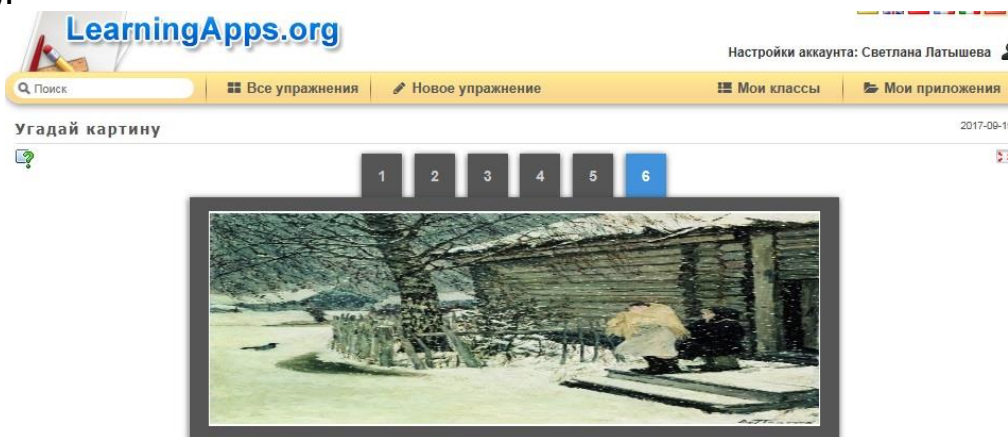 LearningApps.org
Настройки аккаунта: Светлана Латышева
Поиск
Все упражнения
Новое упражнение
Мои классы
Мои приложения
Угадай картину
1 2 3 4 5 6